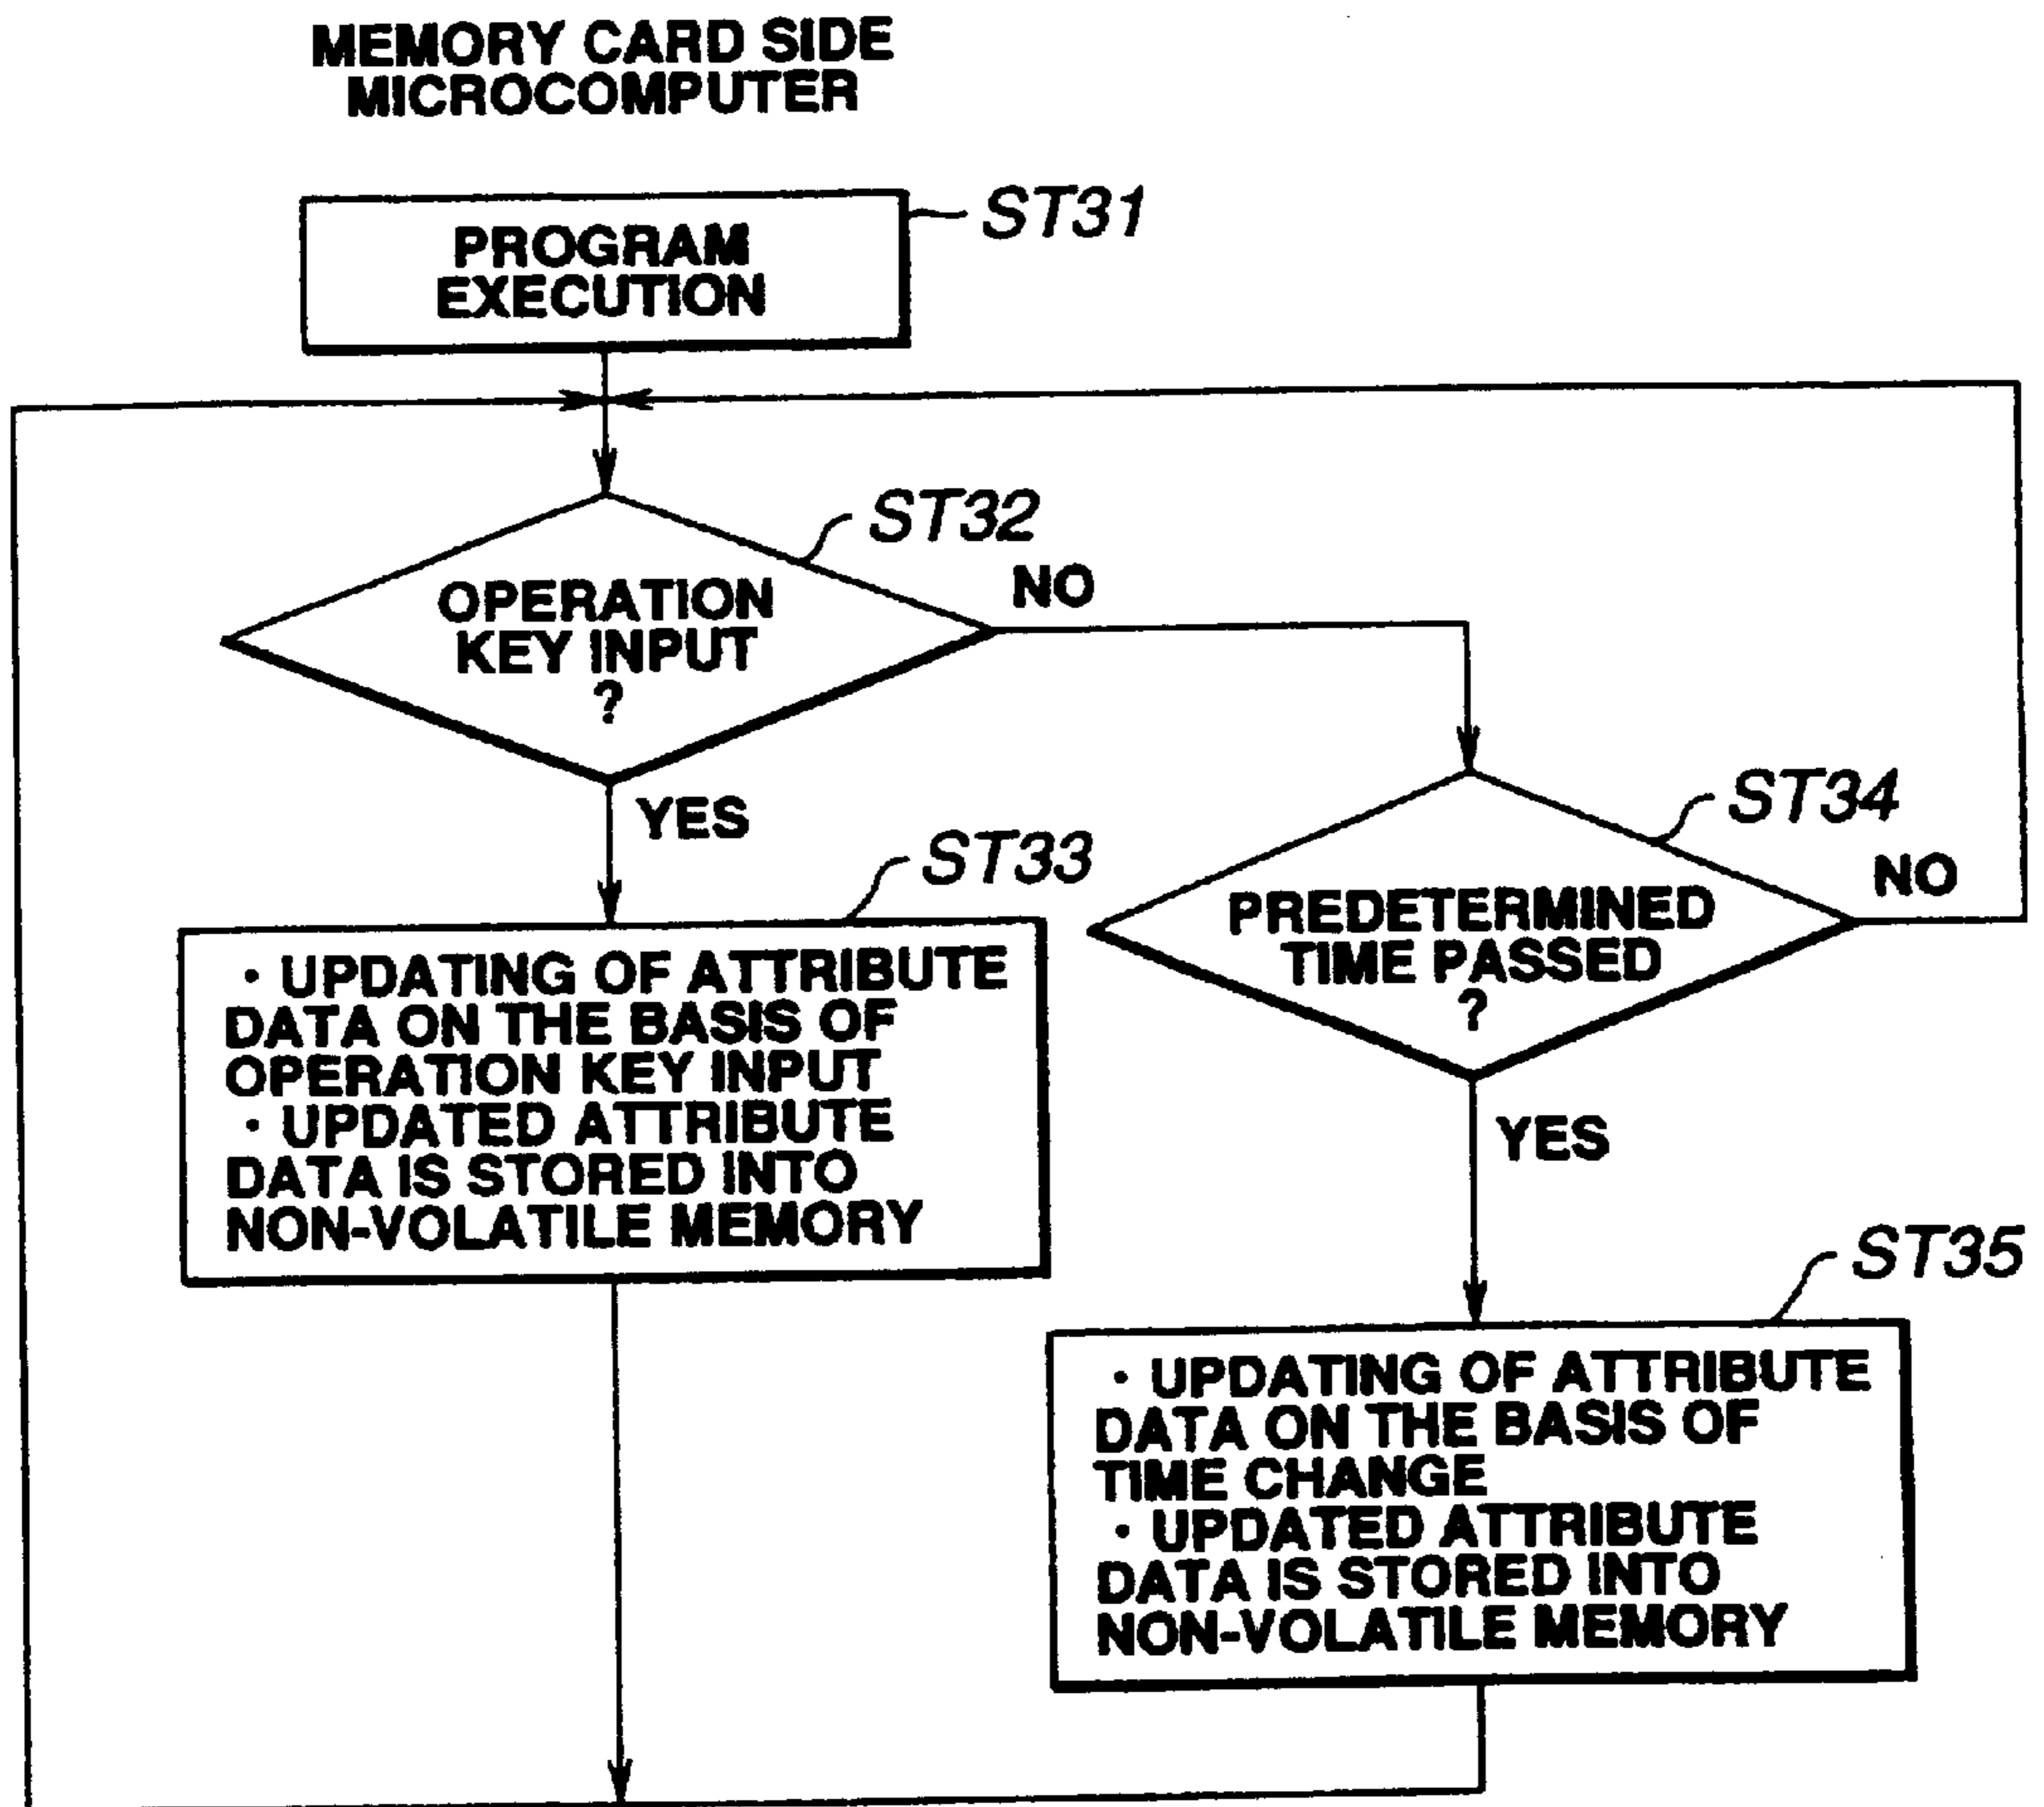 MEMORY CARD SIDE
MICROCOMPUTER
ST31
PROGRAM
EXECUTION
ST32
OPERATION
KEY INPUT
?
NO
YES
ST33
• UPDATING OF ATTRIBUTE
DATA ON THE BASIS OF
OPERATION KEY INPUT
• UPDATED ATTRIBUTE
DATA IS STORED INTO
NON-VOLATILE MEMORY
ST34
PREDETERMINED
TIME PASSED
?
NO
YES
ST35
• UPDATING OF ATTRIBUTE
DATA ON THE BASIS OF
TIME CHANGE
• UPDATED ATTRIBUTE
DATA IS STORED INTO
NON-VOLATILE MEMORY